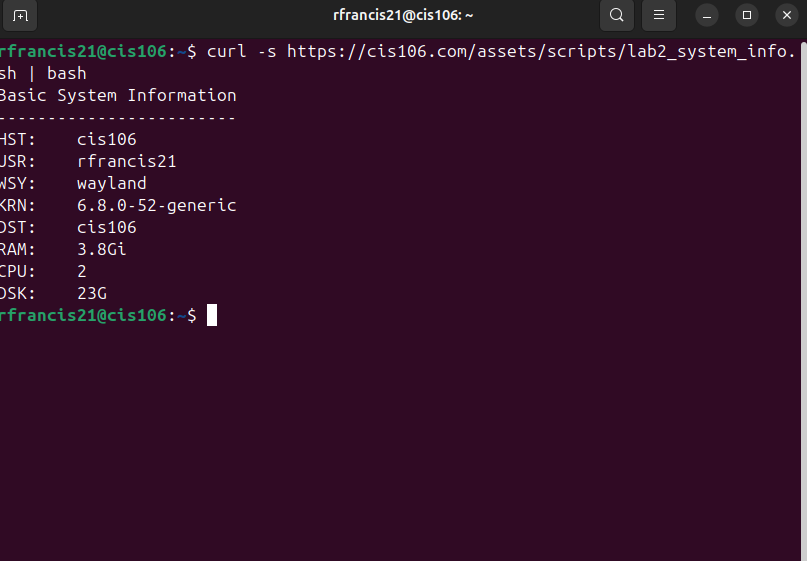 rfrancis21@cis106: ~
rfrancis21@cis106:~$ curl -s https://cis106.com/assets/scripts/lab2_system_info.
sh | bash
Basic System Information
------------------------
HST:    cis106
USR:    rfrancis21
WSY:    wayland
KRN:    6.8.0-52-generic
DST:    cis106
RAM:    3.8Gi
CPU:    2
DSK:    23G
rfrancis21@cis106:~$